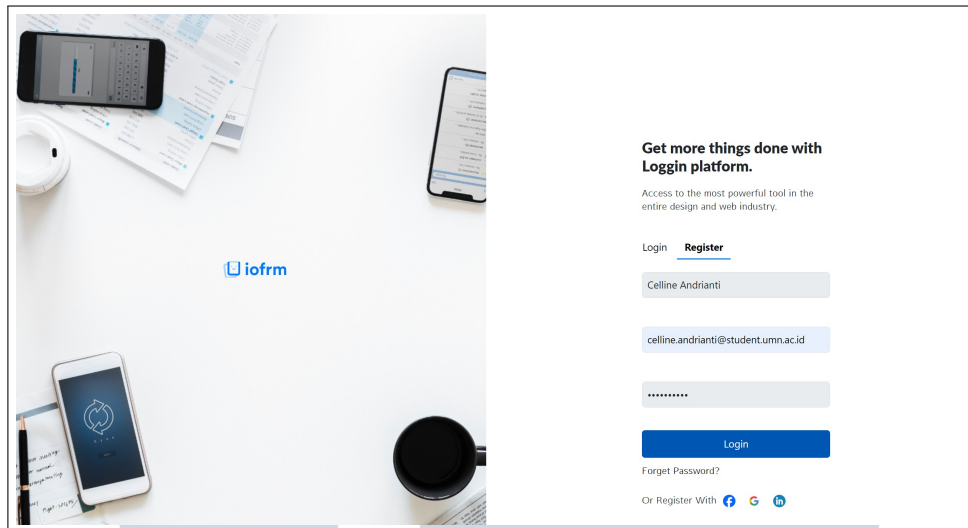 Get more things done with
Loggin platform.
Access to the most powerful tool in the
entire design and web industry.
Login Register
iofrm
Celline Andrianti
celline.andrianti@student.umn.ac.id
••••••••••
Login
Forget Password?
Or Register With